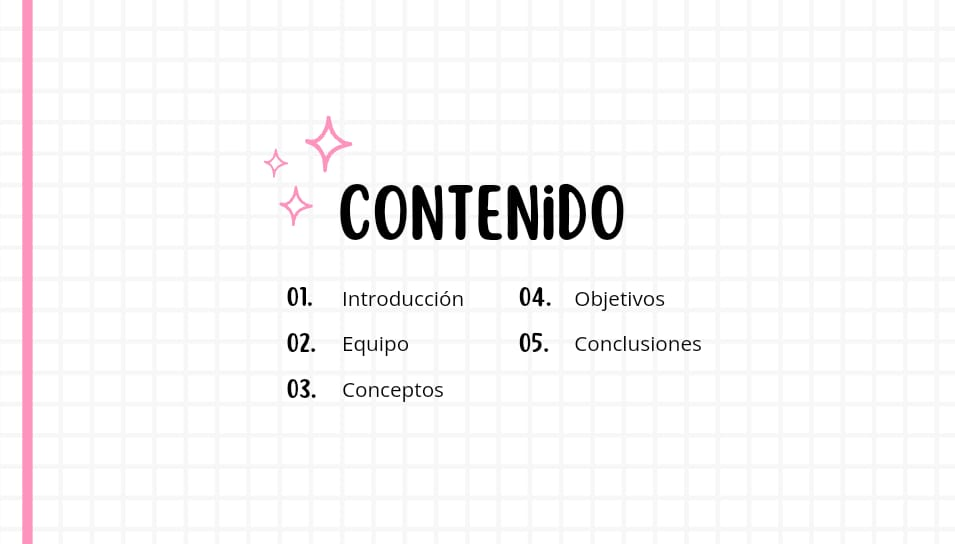 CONTENiDO
01. Introducción
02. Equipo
03. Conceptos
04. Objetivos
05. Conclusiones